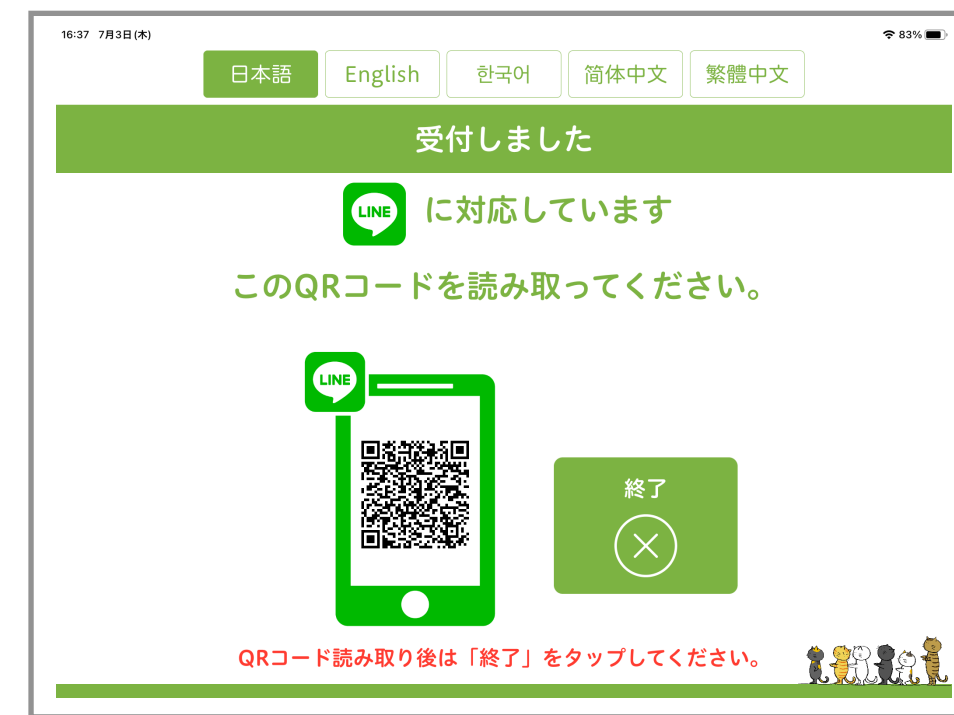 16:37 7月3日(木) 83%
日本語 English 한국어 简体中文 繁體中文
受付しました
LINE に対応しています
このQRコードを読み取ってください。
LINE
終了
QRコード読み取り後は「終了」をタップしてください。